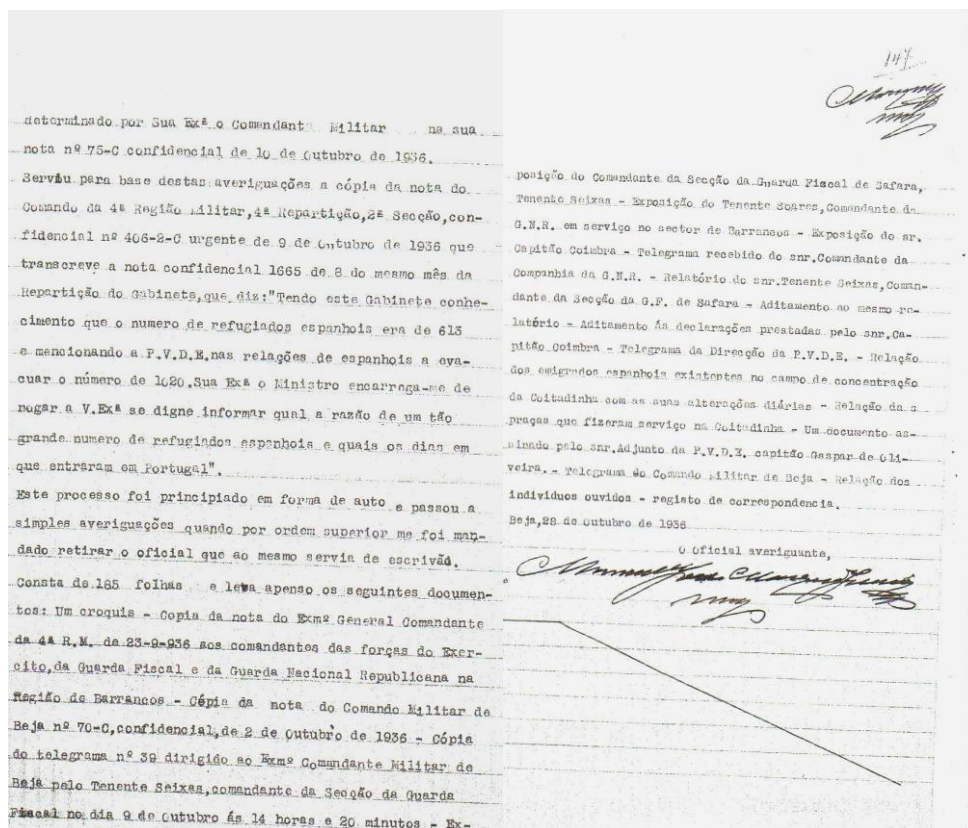 determinado por Sua Exª o Comandante Militar na sua
nota nº 75-C confidencial de 10 de Outubro de 1936.
Serviu para base destas averiguações a cópia da nota do
Comando da 4ª Região Militar,4ª Repartição,2ª Secção,con-
fidencial nº 406-2-C urgente de 9 de Outubro de 1936 que
transcreve a nota confidencial 1665 de 8 do mesmo mês da
Repartição do Gabinete,que diz:"Tendo este Gabinete conhe-
cimento que o numero de refugiados espanhois era de 613
e mencionando a P.V.D.E.nas relações de espanhois a eva-
cuar o número de 1020.Sua Exª o Ministro encarrega-me de
rogar a V.Exª se digne informar qual a razão de um tão
grande numero de refugiados espanhois e quais os dias em
que entraram em Portugal".
Este processo foi principiado em forma de auto e passou a
simples averiguações quando por ordem superior me foi man-
dado retirar o oficial que ao mesmo servia de escrivão.
Consta de 185 folhas e leva apenso os seguintes documen-
tos: Um croquis - Copia da nota do Exmº General Comandante
da 4ª R.M. de 23-9-936 aos comandantes das forças do Exer-
cito,da Guarda Fiscal e da Guarda Nacional Republicana na
Região de Barrancos - Cópia da nota do Comando Militar de
Beja nº 70-C,confidencial,de 2 de Outubro de 1936 - Cópia
do telegrama nº 39 dirigido ao Exmº Comandante Militar de
Beja pelo Tenente Seixas,comandante da Secção da Guarda
Fiscal no dia 9 de Outubro ás 14 horas e 20 minutos - Ex-
147
posição do Comandante da Secção da Guarda Fiscal de Safara,
Tenente Seixas - Exposição do Tenente Soares,Comandante da
G.N.R. em serviço no sector de Barrancos - Exposição do sr.
Capitão Coimbra - Telegrama recebido do snr.Comandante da
Companhia da G.N.R. - Relatório do snr.Tenente Seixas,Coman-
dante da Secção da G.F. de Safara - Aditamento ao mesmo re-
latório - Aditamento ás declarações prestadas pelo snr.Ca-
pitão Coimbra - Telegrama da Direcção da P.V.D.E. - Relação
dos emigrados espanhois existentes no campo de concentração
da Coitadinha com as suas alterações diárias - Relação das
praças que fizeram serviço na Coitadinha - Um documento as-
sinado pelo snr.Adjunto da P.V.D.E. capitão Gaspar de Oli-
veira. - Telegrama do Comando Militar de Beja - Relação dos
individuos ouvidos - registo de correspondencia.
Beja,28 de Outubro de 1936
O Oficial averiguante,